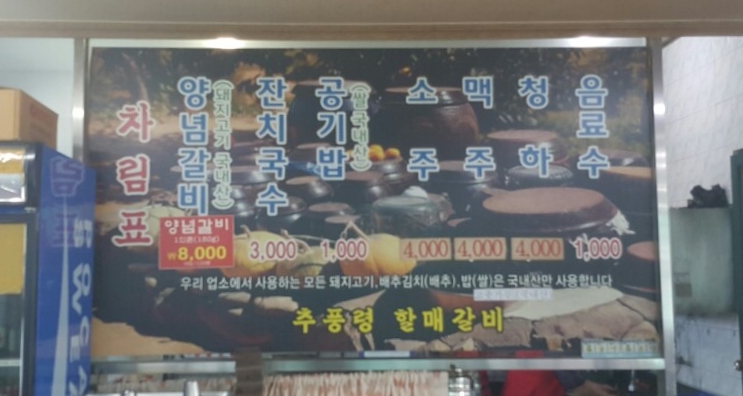 차림표
양념갈비
(돼지고기 국내산)
잔치국수
공기밥
(쌀국내산)
소주
맥주
청하
음료수
양념갈비
1인분(180g)
₩8,000
3,000
1,000
4,000
4,000
4,000
1,000
우리 업소에서 사용하는 모든 돼지고기, 배추김치(배추), 밥(쌀)은 국내산만 사용합니다
추풍령 할매갈비